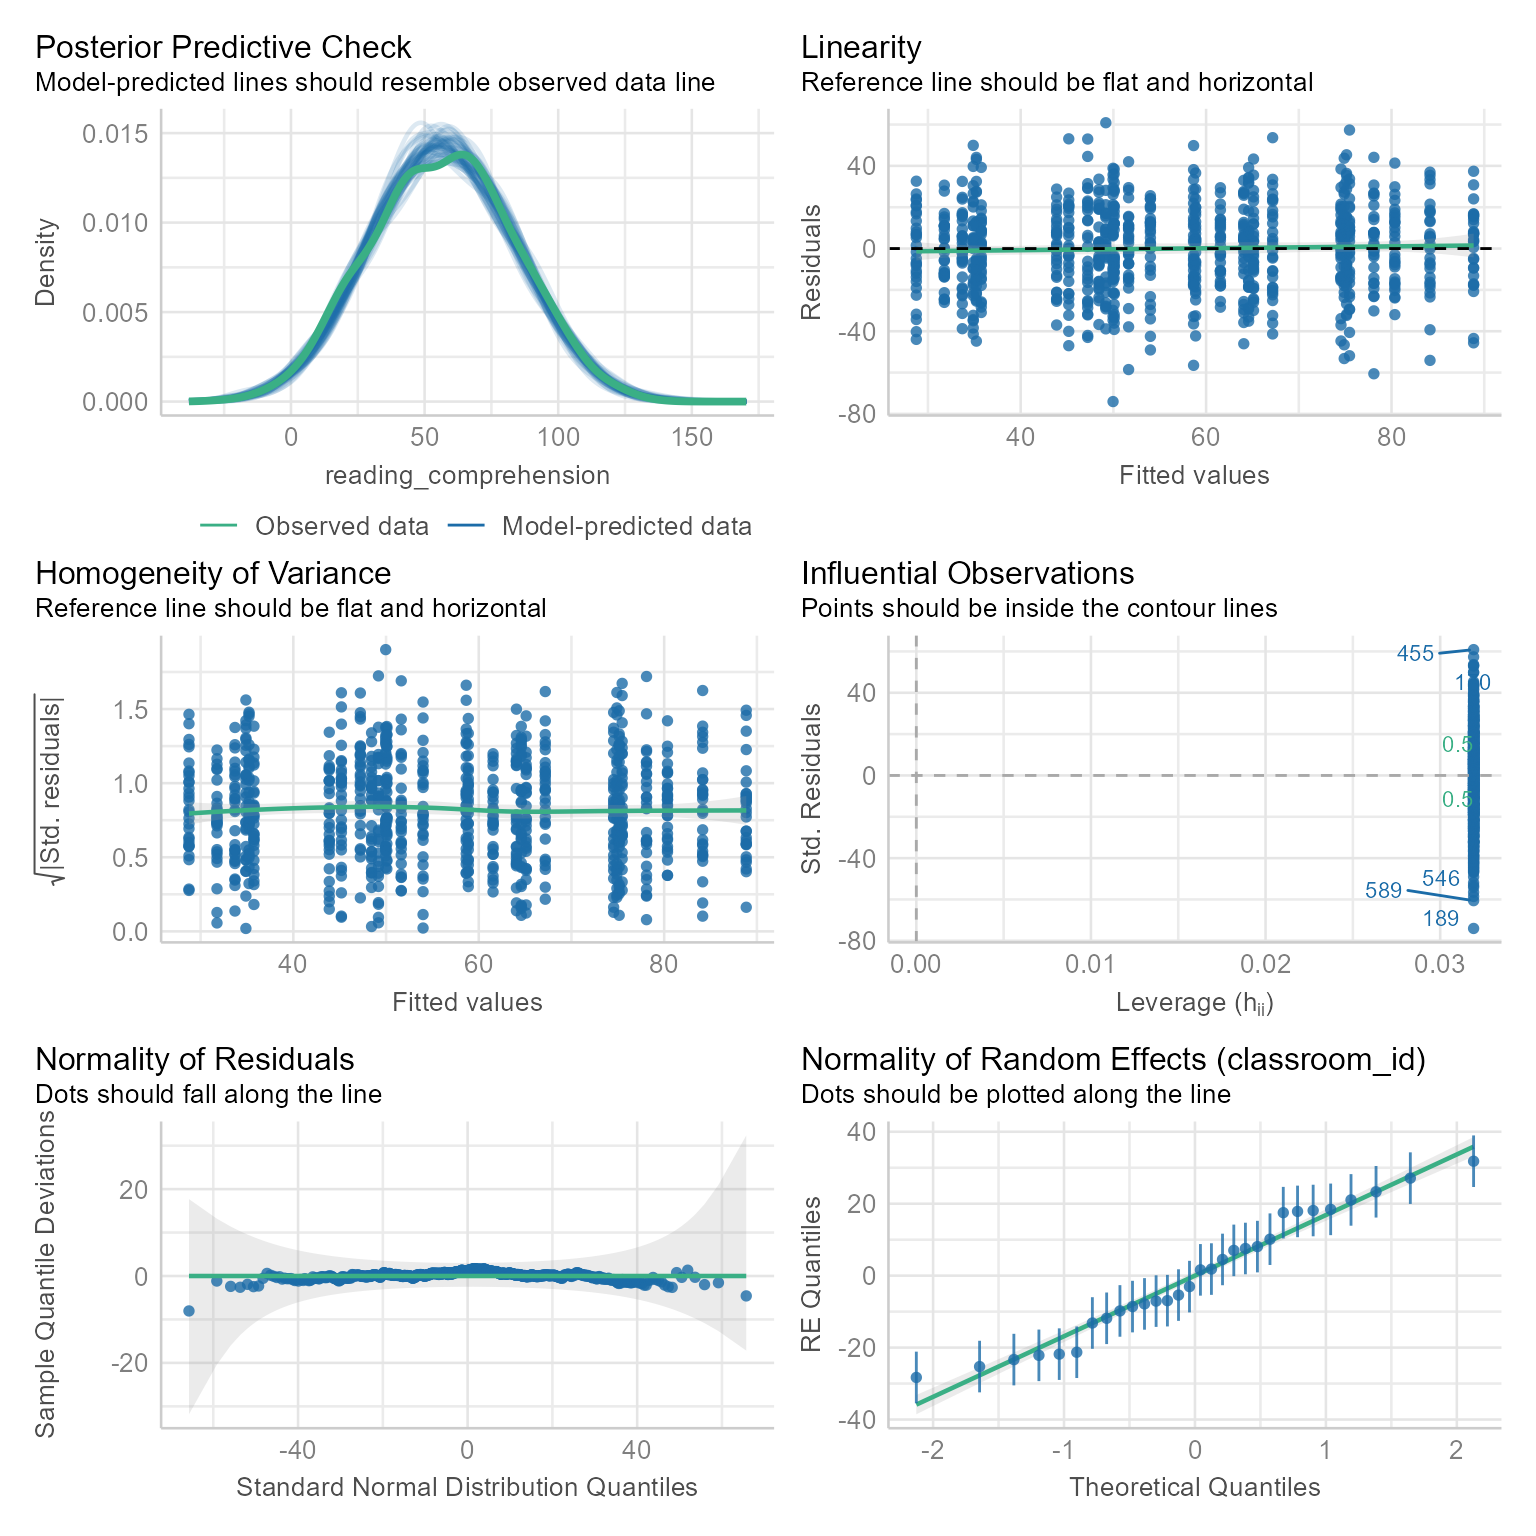 Posterior Predictive Check
Model-predicted lines should resemble observed data line
0.015
0.010
0.005
0.000
Density
0
50
100
150
reading_comprehension
Observed data
Model-predicted data
Linearity
Reference line should be flat and horizontal
40
0
-40
-80
Residuals
40
60
80
Fitted values
Homogeneity of Variance
Reference line should be flat and horizontal
1.5
1.0
0.5
0.0
√|Std. residuals|
40
60
80
Fitted values
Influential Observations
Points should be inside the contour lines
455
0.5
0.5
546
589
189
40
0
-40
-80
Std. Residuals
0.00
0.01
0.02
0.03
Leverage (hii)
Normality of Residuals
Dots should fall along the line
20
0
-20
Sample Quantile Deviations
-40
0
40
Standard Normal Distribution Quantiles
Normality of Random Effects (classroom_id)
Dots should be plotted along the line
40
20
0
-20
-40
RE Quantiles
-2
-1
0
1
2
Theoretical Quantiles